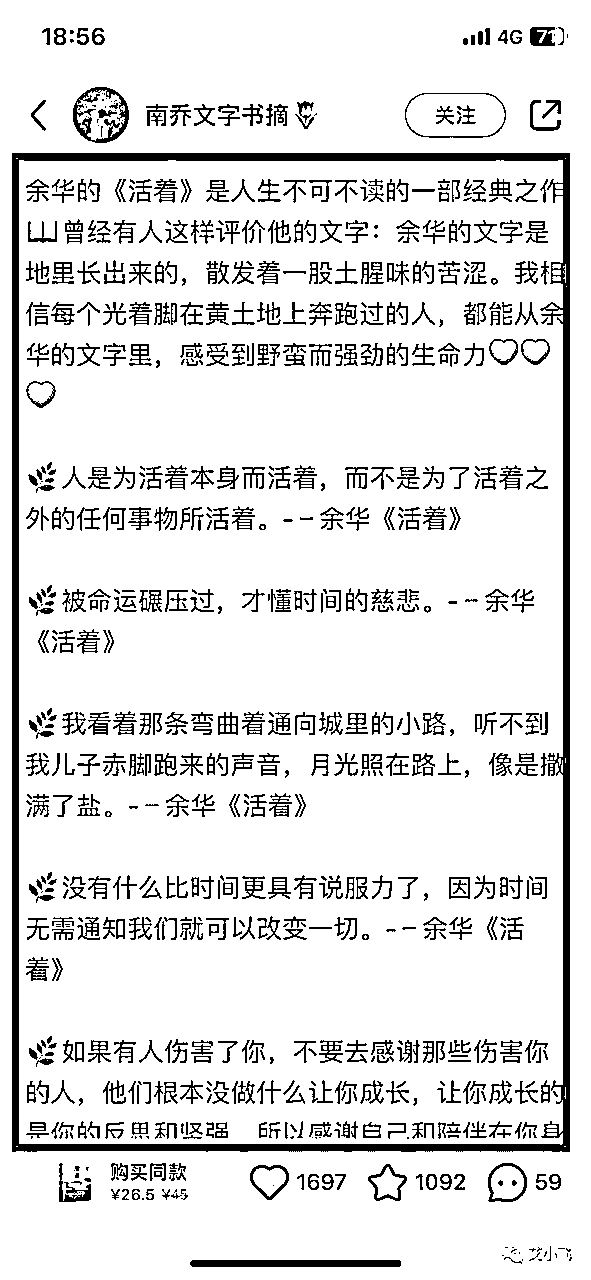 18:56 4G 71
南乔文字书摘 关注
余华的《活着》是人生不可不读的一部经典之作
曾经有人这样评价他的文字：余华的文字是
地里长出来的，散发着一股土腥味的苦涩。我相
信每个光着脚在黄土地上奔跑过的人，都能从余
华的文字里，感受到野蛮而强劲的生命力♡♡
♡
🌿人是为活着本身而活着，而不是为了活着之
外的任何事物所活着。--余华《活着》
🌿被命运碾压过，才懂时间的慈悲。--余华
《活着》
🌿我看着那条弯曲着通向城里的小路，听不到
我儿子赤脚跑来的声音，月光照在路上，像是撒
满了盐。--余华《活着》
🌿没有什么比时间更具有说服力了，因为时间
无需通知我们就可以改变一切。--余华《活
着》
🌿如果有人伤害了你，不要去感谢那些伤害你
的人，他们根本没做什么让你成长，让你成长的
是你的反思和坚强，所以感谢自己和陪伴在你身
购买同款
¥26.5 ¥45
1697 1092 59
艾小飞